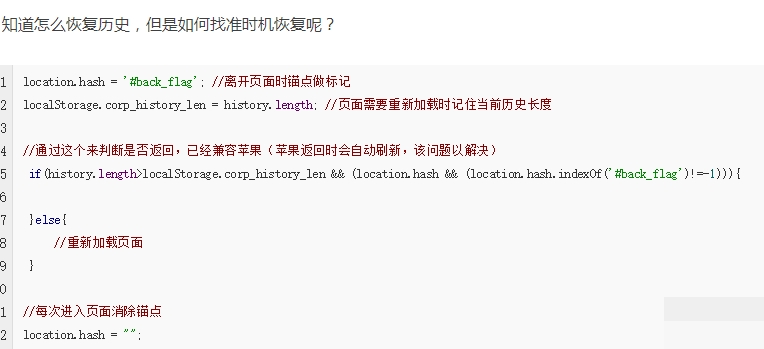 知道怎么恢复历史，但是如何找准时机恢复呢？
1 location.hash = '#back_flag'; //离开页面时锚点做标记
2 localStorage.corp_history_len = history.length; //页面需要重新加载时记住当前历史长度
3
4 //通过这个来判断是否返回，已经兼容苹果（苹果返回时会自动刷新，该问题以解决）
5 if(history.length>localStorage.corp_history_len && (location.hash && (location.hash.indexOf('#back_flag')!=-1))){
6
7 }else{
8 //重新加载页面
9 }
0
1 //每次进入页面消除锚点
2 location.hash = "";